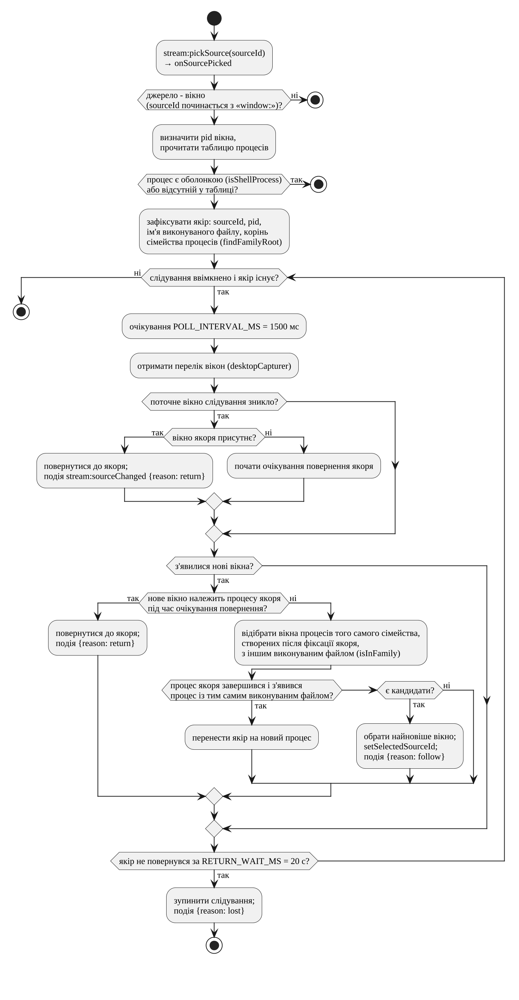 stream:pickSource(sourceId)
→ onSourcePicked
джерело - вікно
(sourceId починається з «window:»)?
ні
визначити pid вікна,
прочитати таблицю процесів
процес є оболонкою (isShellProcess)
або відсутній у таблиці?
так
зафіксувати якір: sourceId, pid,
ім'я виконуваного файлу, корінь
сімейства процесів (findFamilyRoot)
ні
слідування ввімкнено і якір існує?
так
очікування POLL_INTERVAL_MS = 1500 мс
отримати перелік вікон (desktopCapturer)
поточне вікно слідування зникло?
так
так
вікно якоря присутнє?
ні
повернутися до якоря;
подія stream:sourceChanged {reason: return}
почати очікування повернення якоря
з'явилися нові вікна?
так
так
нове вікно належить процесу якоря
під час очікування повернення?
ні
повернутися до якоря;
подія {reason: return}
відібрати вікна процесів того самого сімейства,
створених після фіксації якоря,
з іншим виконуваним файлом (isInFamily)
процес якоря завершився і з'явився
процес із тим самим виконуваним файлом?
так
є кандидати?
ні
так
перенести якір на новий процес
обрати найновіше вікно;
setSelectedSourceId;
подія {reason: follow}
якір не повернувся за RETURN_WAIT_MS = 20 с?
так
зупинити слідування;
подія {reason: lost}